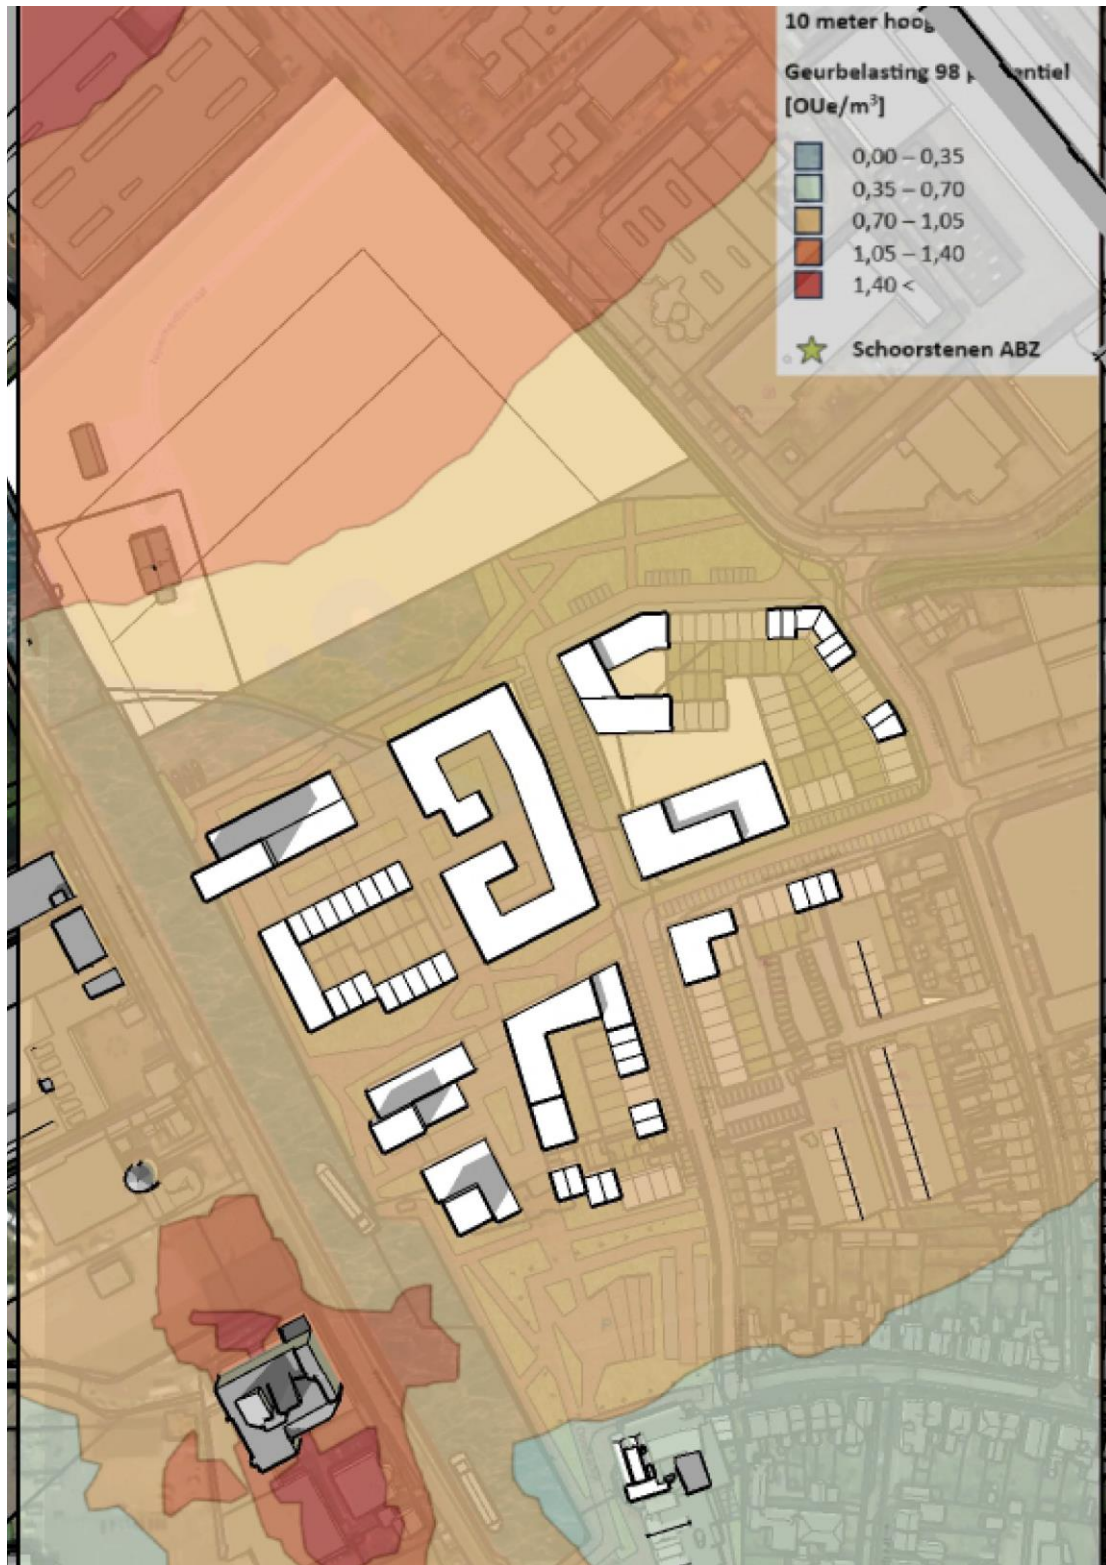 10 meter hoog
Geurbelasting 98
[OUe/m³]
0,00 – 0,35
0,35 – 0,70
0,70 – 1,05
1,05 – 1,40
1,40 <
Schoorstenen ABZ